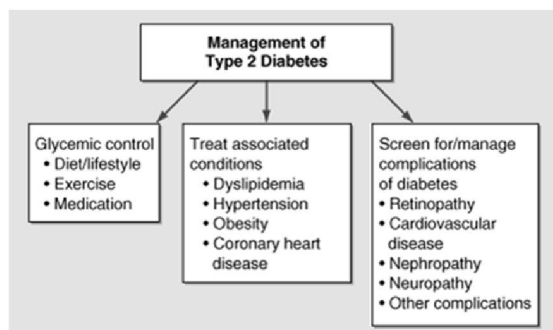 Management of
Type 2 Diabetes
Glycemic control
• Diet/lifestyle
• Exercise
• Medication
Treat associated
conditions
• Dyslipidemia
• Hypertension
• Obesity
• Coronary heart
disease
Screen for/manage
complications
of diabetes
• Retinopathy
• Cardiovascular
disease
• Nephropathy
• Neuropathy
• Other complications